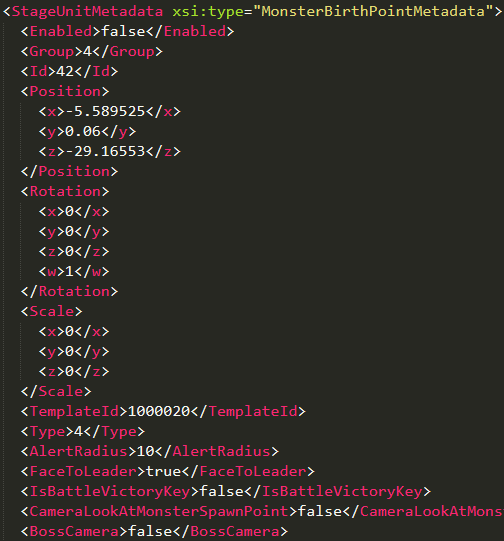 <StageUnitMetadata xsi:type="MonsterBirthPointMetadata">
<Enabled>false</Enabled>
<Group>4</Group>
<Id>42</Id>
<Position>
<x>-5.589525</x>
<y>0.06</y>
<z>-29.16553</z>
</Position>
<Rotation>
<x>0</x>
<y>0</y>
<z>0</z>
<w>1</w>
</Rotation>
<Scale>
<x>0</x>
<y>0</y>
<z>0</z>
</Scale>
<TemplateId>1000020</TemplateId>
<Type>4</Type>
<AlertRadius>10</AlertRadius>
<FaceToLeader>true</FaceToLeader>
<IsBattleVictoryKey>false</IsBattleVictoryKey>
<CameraLookAtMonsterSpawnPoint>false</CameraLookAtMons
<BossCamera>false</BossCamera>